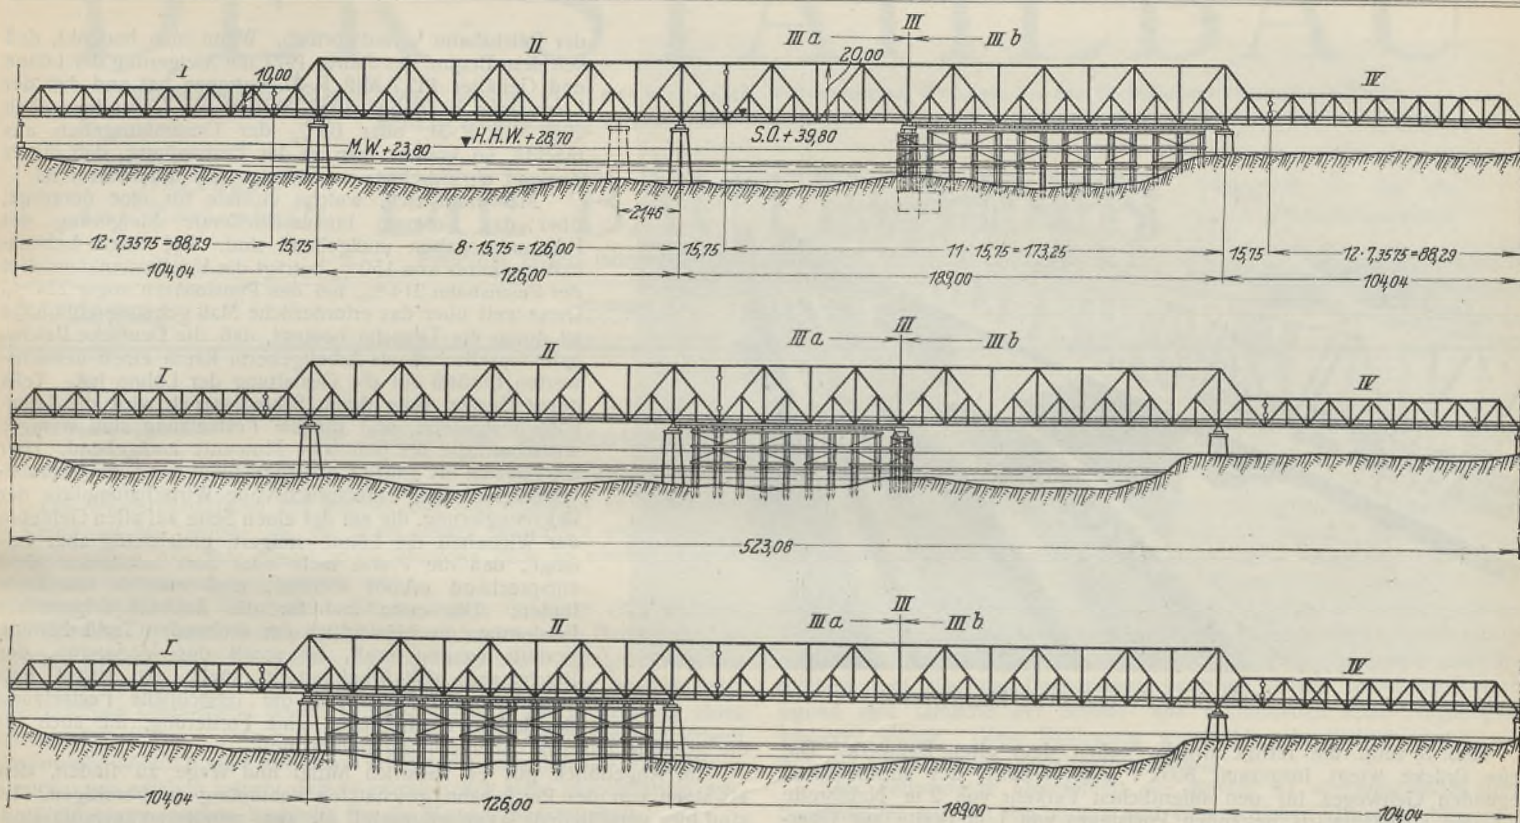 III
III a III b
II
20,00
I
10,00
IV
H.H.W. + 28,70
S.O. + 39,80
M.W. + 23,80
21,46
12 · 7,3575 = 88,29 15,75 8 · 15,75 = 126,00 15,75 11 · 15,75 = 173,25 15,75 12 · 7,3575 = 88,29
104,04 126,00 189,00 104,04
III
III a III b
II
I
IV
523,08
III
III a III b
II
I
IV
104,04 126,00 189,00 104,04